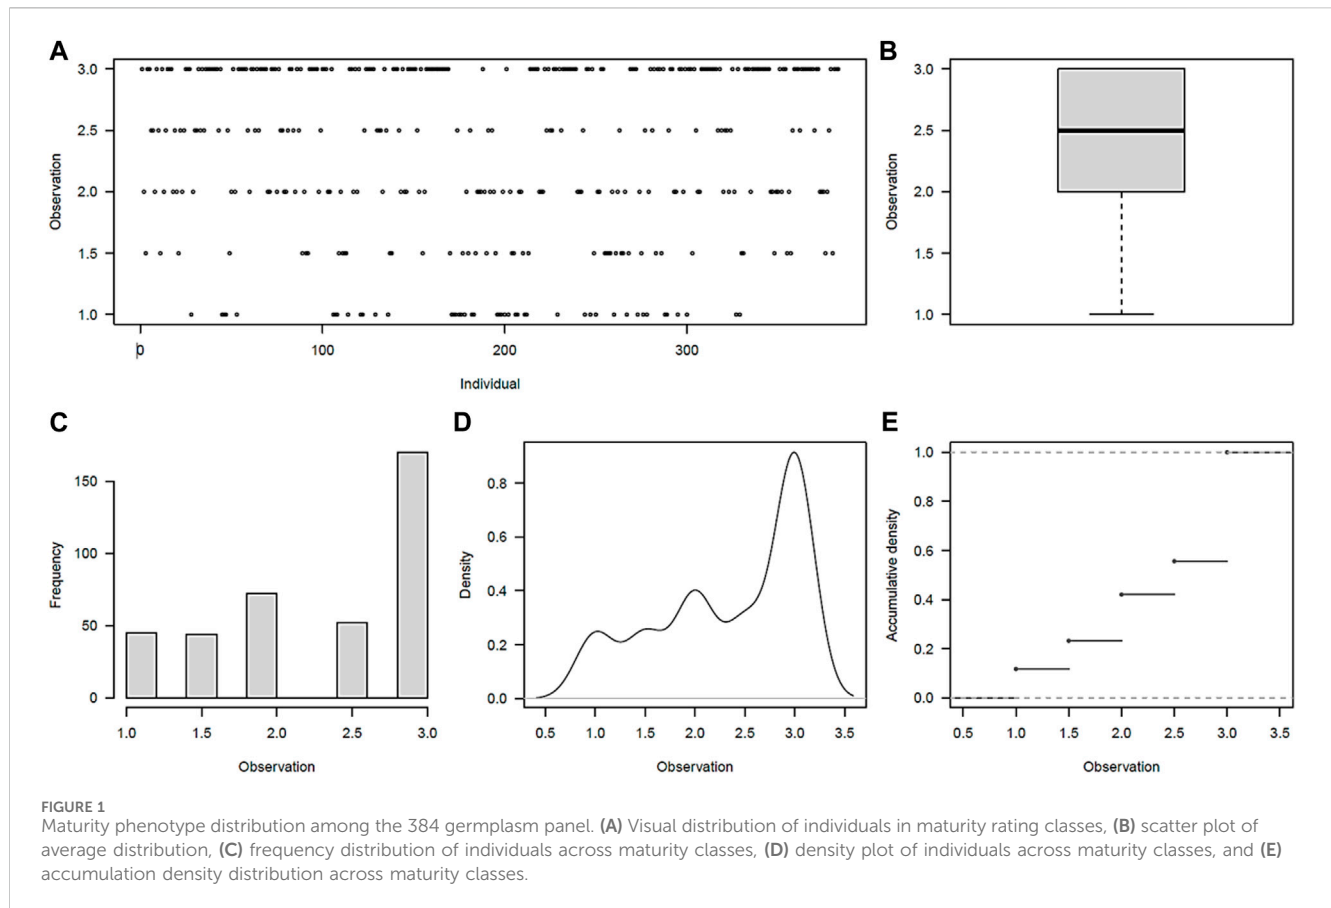 A
3.0
2.5
2.0
1.5
1.0
Observation
0
100
200
300
Individual
B
3.0
2.5
2.0
1.5
1.0
Observation
C
150
100
50
0
Frequency
1.0
1.5
2.0
2.5
3.0
Observation
D
0.8
0.6
0.4
0.2
0.0
Density
0.5
1.0
1.5
2.0
2.5
3.0
3.5
Observation
E
1.0
0.8
0.6
0.4
0.2
0.0
Accumulative density
0.5
1.0
1.5
2.0
2.5
3.0
3.5
Observation
FIGURE 1
Maturity phenotype distribution among the 384 germplasm panel. (A) Visual distribution of individuals in maturity rating classes, (B) scatter plot of
average distribution, (C) frequency distribution of individuals across maturity classes, (D) density plot of individuals across maturity classes, and (E)
accumulation density distribution across maturity classes.